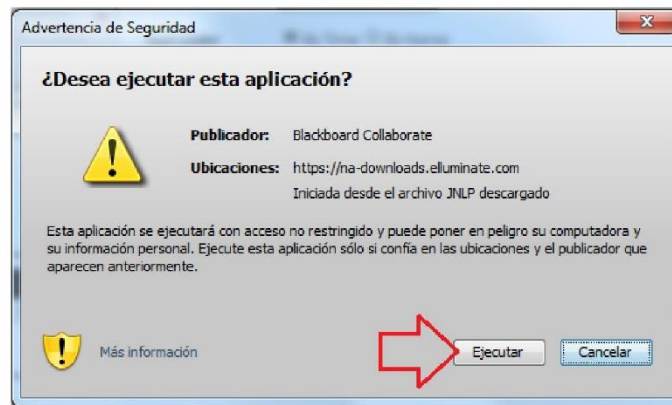 Advertencia de Seguridad
¿Desea ejecutar esta aplicación?
Publicador: Blackboard Collaborate
Ubicaciones: https://na-downloads.elluminate.com
Iniciada desde el archivo JNLP descargado
Esta aplicación se ejecutará con acceso no restringido y puede poner en peligro su computadora y
su información personal. Ejecute esta aplicación sólo si confía en las ubicaciones y el publicador que
aparecen anteriormente.
Más información
Ejecutar
Cancelar